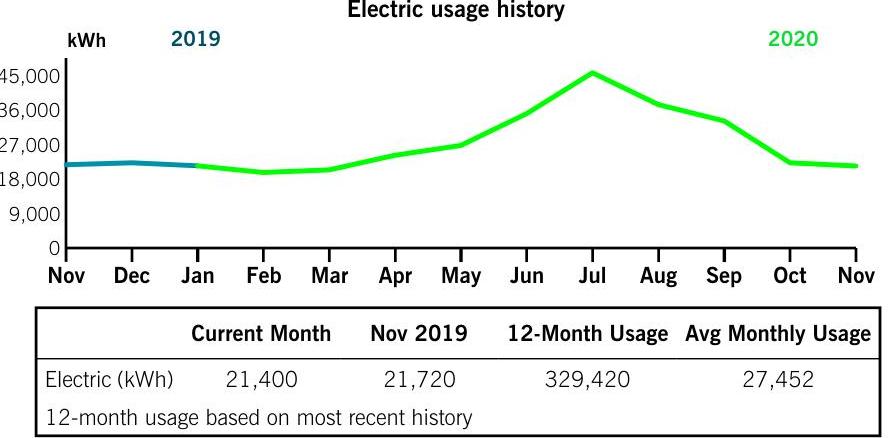 Electric usage history
kWh 2019 2020
45,000
36,000
27,000
18,000
9,000
0
Nov Dec Jan Feb Mar Apr May Jun Jul Aug Sep Oct Nov
Current Month Nov 2019 12-Month Usage Avg Monthly Usage
Electric (kWh) 21,400 21,720 329,420 27,452
12-month usage based on most recent history